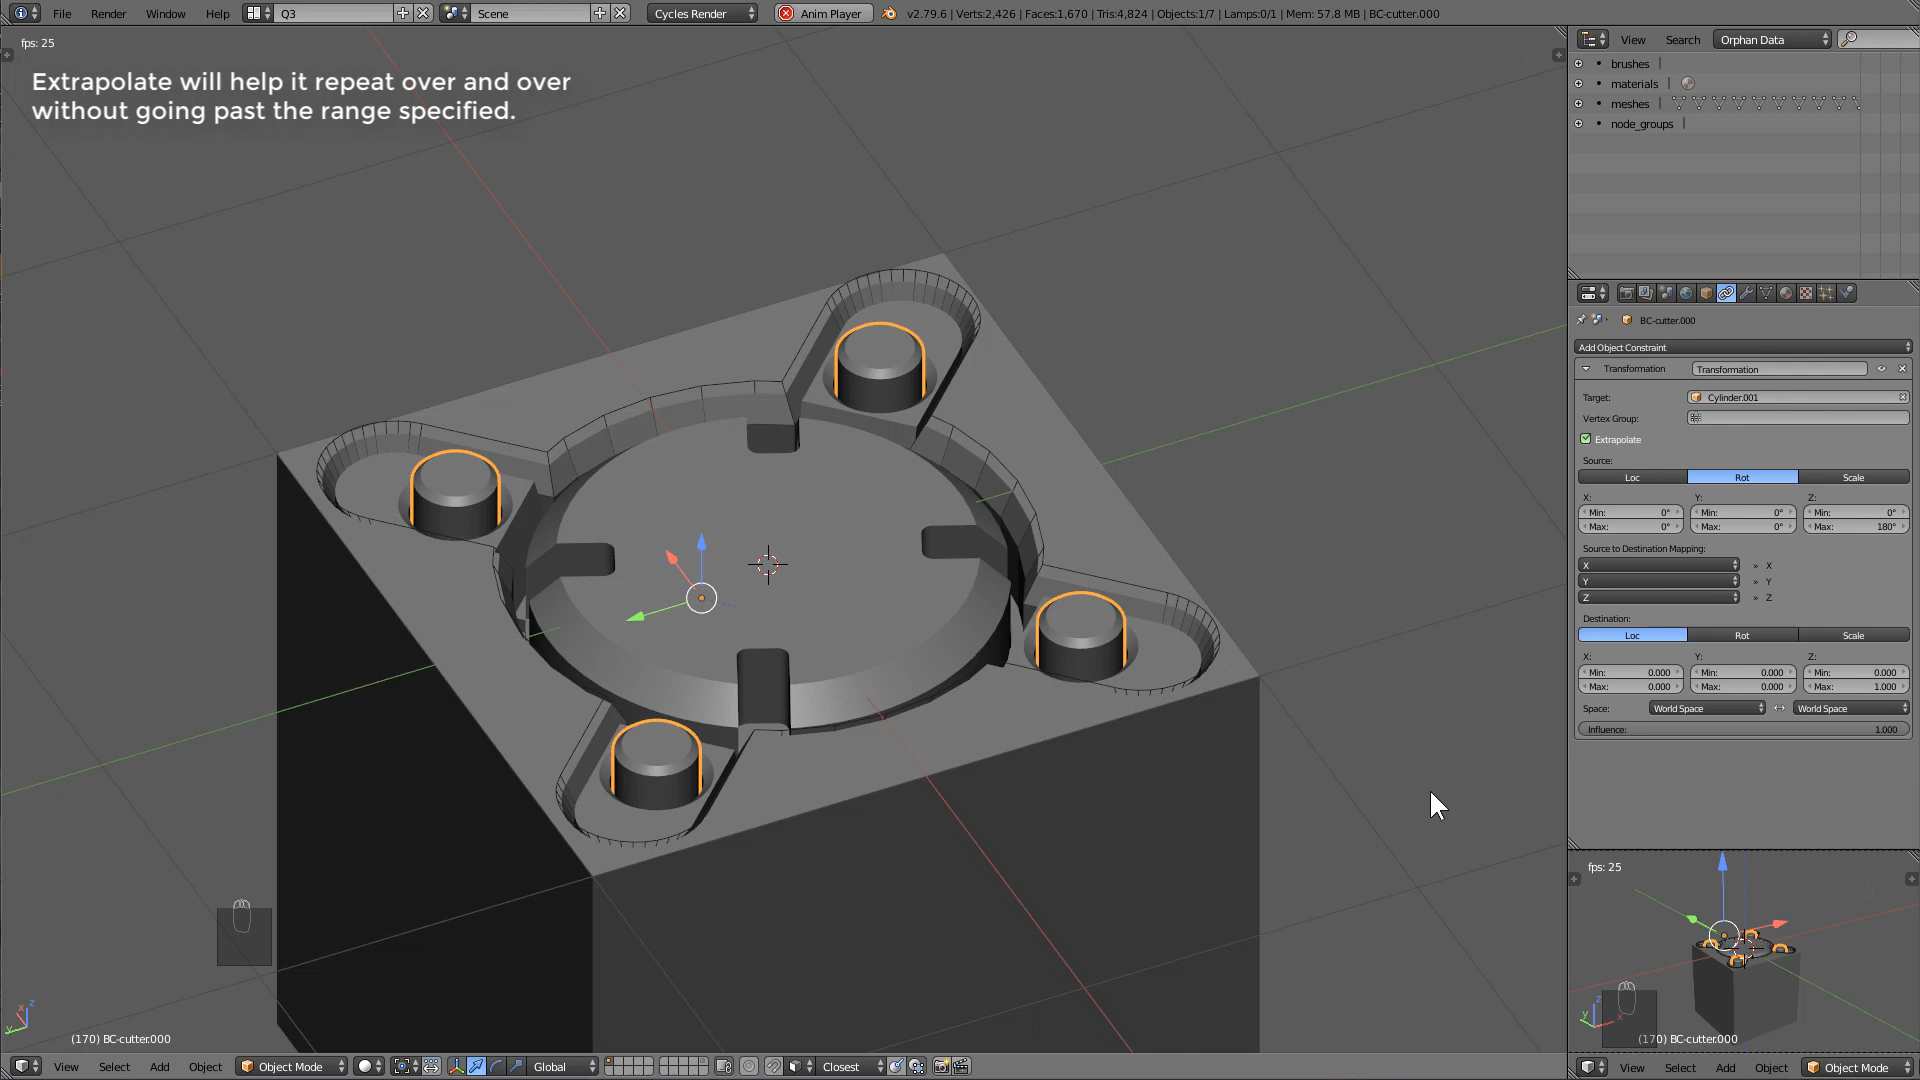 File Render Window Help Q3 Scene Cycles Render Anim Player v2.79.6 | Verts:2,426 | Faces:1,670 | Tris:4,824 | Objects:1/7 | Lamps:0/1 | Mem: 57.8 MB | BC-cutter.000
fps: 25
Extrapolate will help it repeat over and over
without going past the range specified.
View Search Orphan Data
brushes
materials
meshes
node_groups
BC-cutter.000
Add Object Constraint
Transformation Transformation
Target: Cylinder.001
Vertex Group:
Extrapolate
Source:
Loc Rot Scale
X: Y: Z:
Min: 0° Min: 0° Min: 0°
Max: 0° Max: 0° Max: 180°
Source to Destination Mapping:
X » X
Y » Y
Z » Z
Destination:
Loc Rot Scale
X: Y: Z:
Min: 0.000 Min: 0.000 Min: 0.000
Max: 0.000 Max: 0.000 Max: 1.000
Space: World Space World Space
Influence: 1.000
fps: 25
z
x
y
(170) BC-cutter.000
z
y
x
(170) BC-cutter.000
View Select Add Object Object Mode Global Closest
View Select Add Object Object Mode